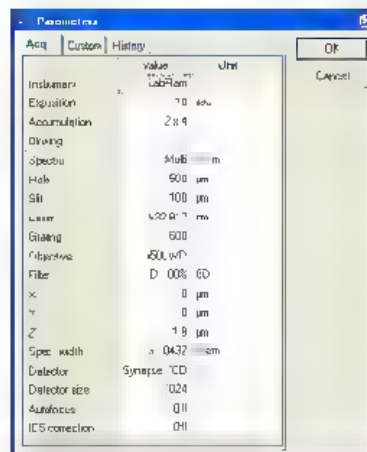 Parameters
Acq Custom History
OK
Cancel
Value Unit
Instrument LabRam
Exposition
Accumulation 2 x 4
Binning
Spectro Multi
Hole 500 µm
Slit 100 µm
Laser nm
Grating 600
Objective
Filter
X 0 µm
Y 0 µm
Z µm
Spec. width
Detector Synapse CCD
Detector size 1024
Autofocus Off
ICS correction Off